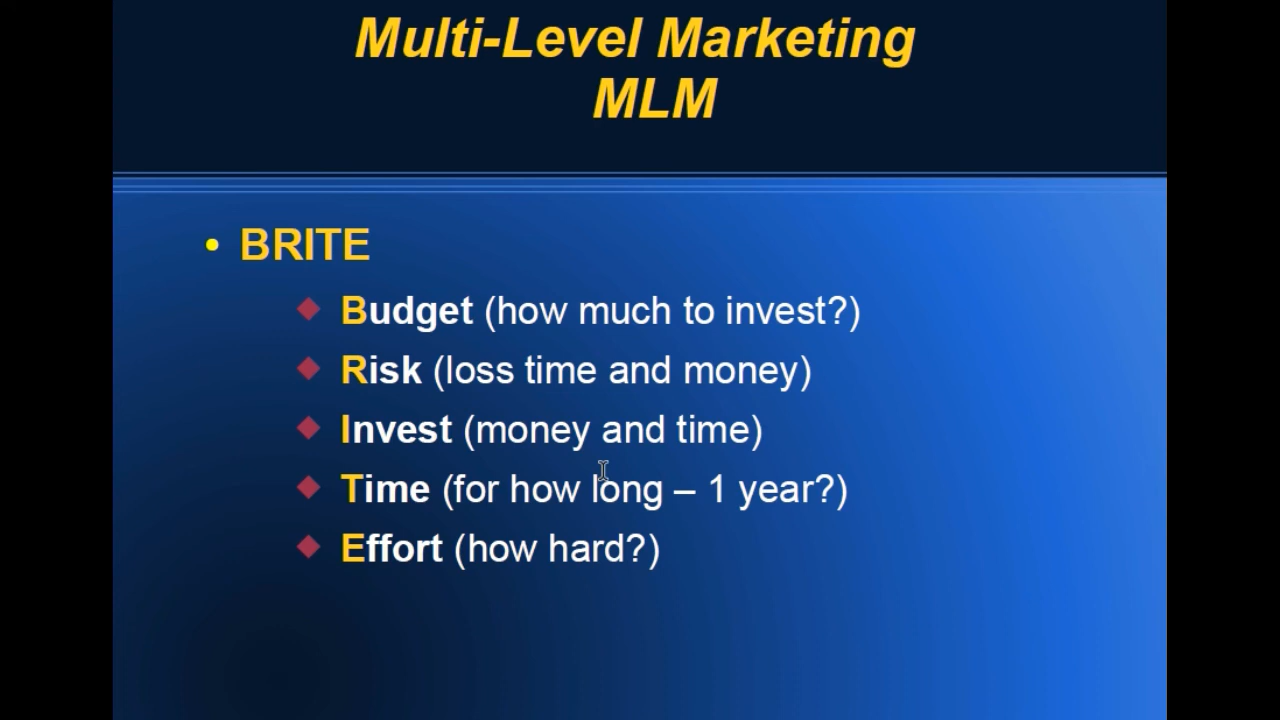 Multi-Level Marketing
MLM
• BRITE
Budget (how much to invest?)
Risk (loss time and money)
Invest (money and time)
Time (for how long – 1 year?)
Effort (how hard?)